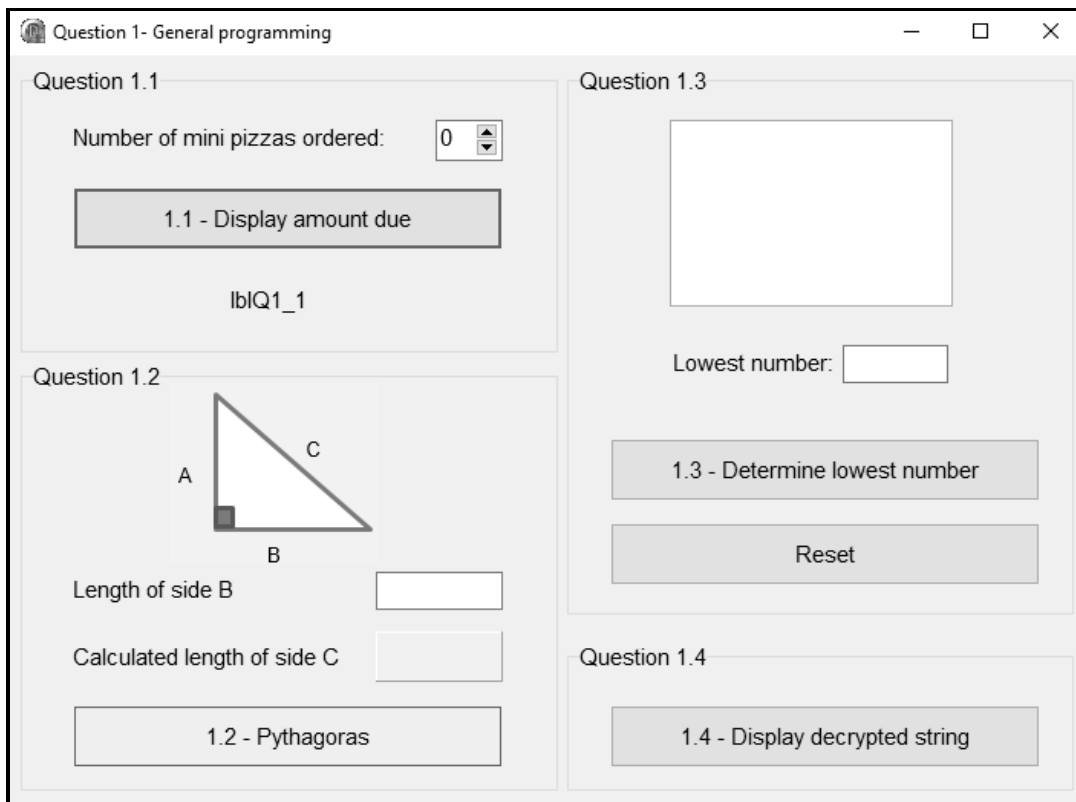 Question 1- General programming
Question 1.1
Number of mini pizzas ordered: 0
1.1 - Display amount due
lblQ1_1
Question 1.2
A
C
B
Length of side B
Calculated length of side C
1.2 - Pythagoras
Question 1.3
Lowest number:
1.3 - Determine lowest number
Reset
Question 1.4
1.4 - Display decrypted string